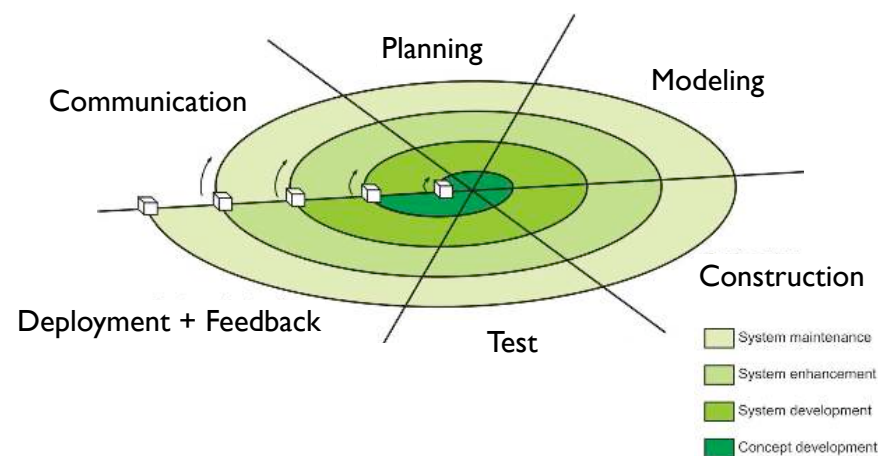 Planning
Modeling
Communication
Construction
Deployment + Feedback
Test
System maintenance
System enhancement
System development
Concept development